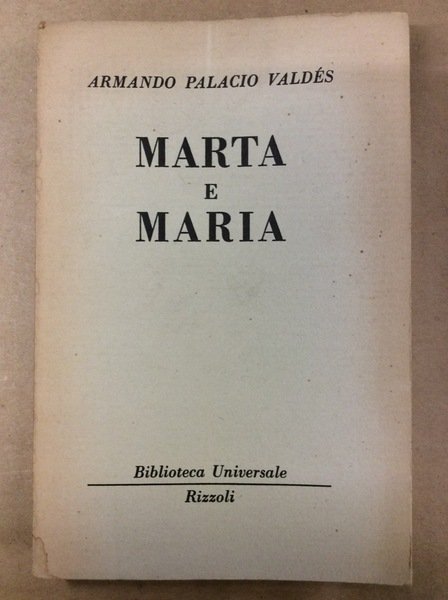 ARMANDO PALACIO VALDÉS
MARTA
E
MARIA
Biblioteca Universale
Rizzoli